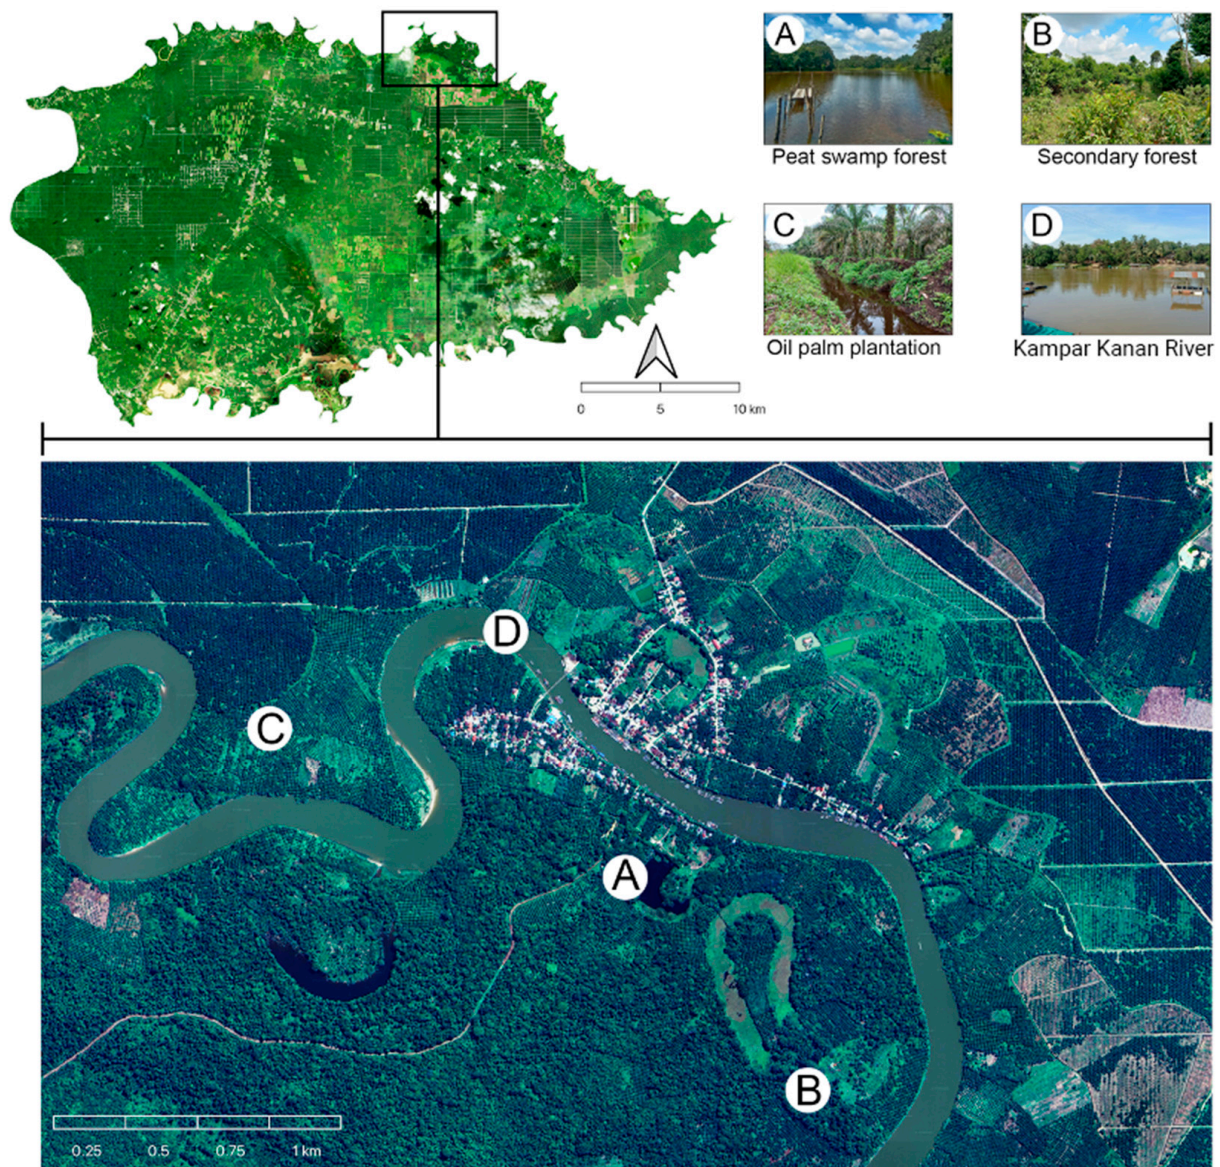 A
B
Peat swamp forest
Secondary forest
C
D
Oil palm plantation
Kampar Kanan River
0 5 10 km
D
C
A
B
0.25 0.5 0.75 1 km